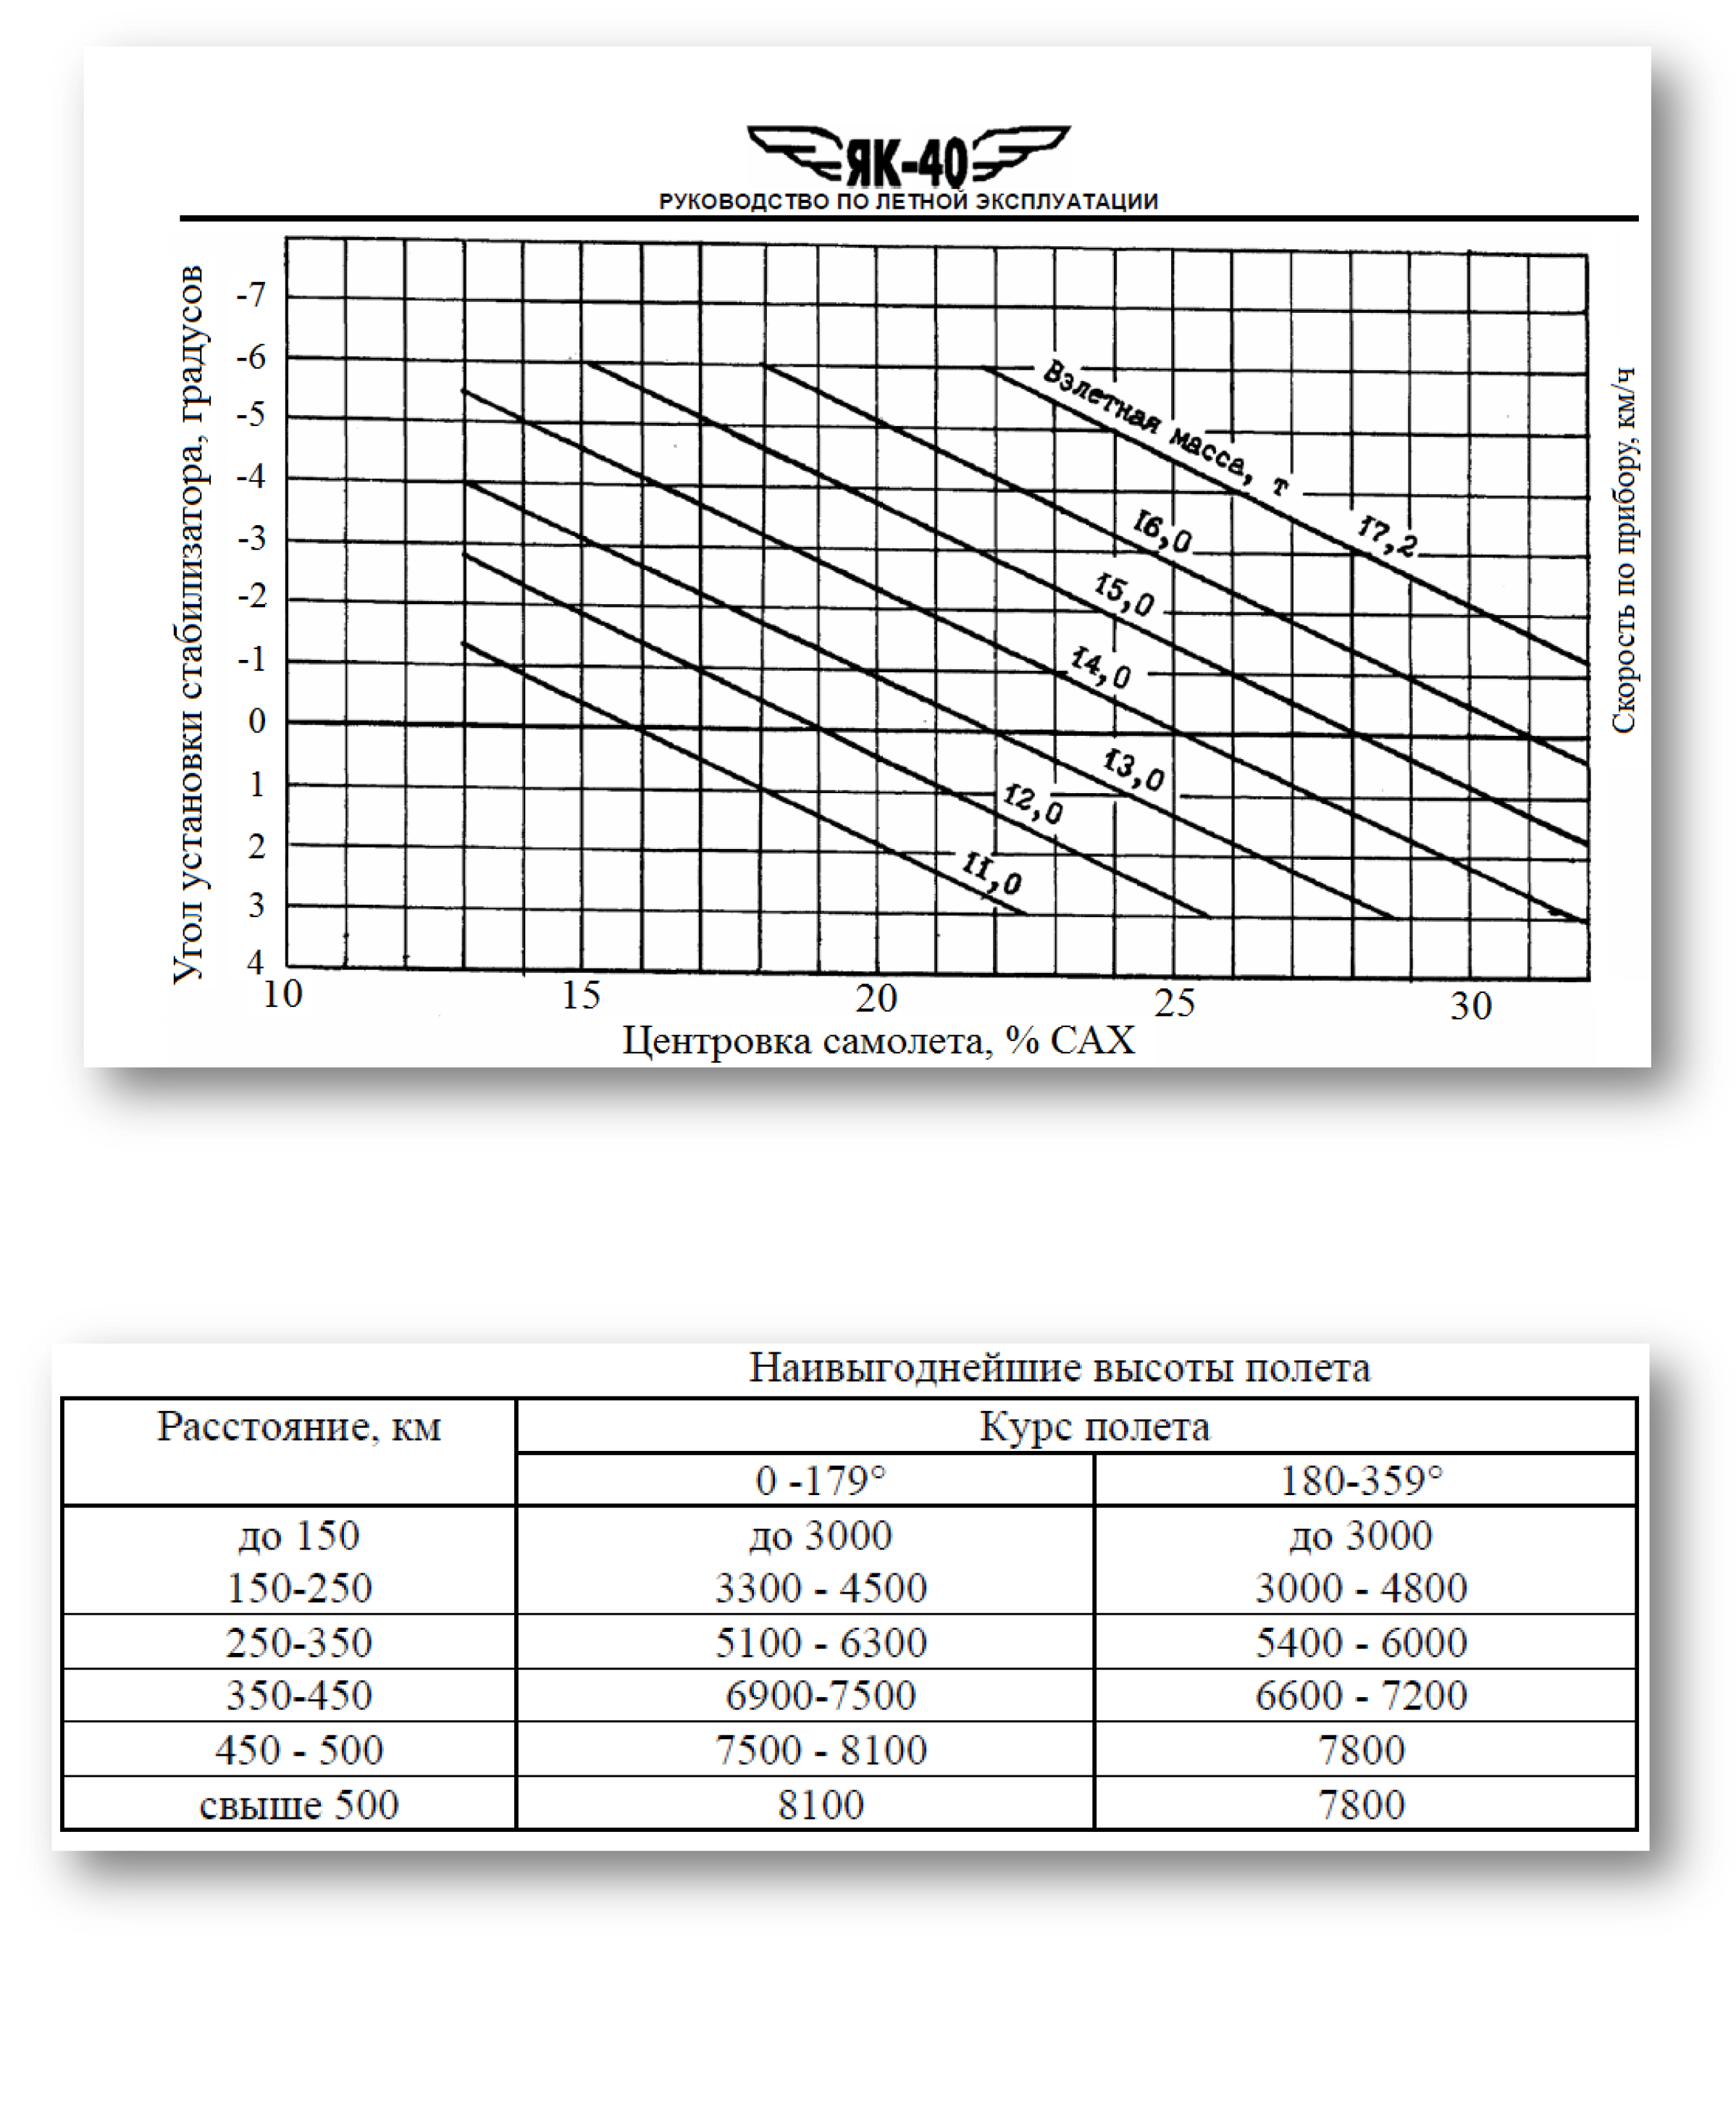 ЯК-40
РУКОВОДСТВО ПО ЛЕТНОЙ ЭКСПЛУАТАЦИИ
Угол установки стабилизатора, градусов
-7
-6
-5
-4
-3
-2
-1
0
1
2
3
4
Взлетная масса, т
17,2
16,0
15,0
14,0
13,0
12,0
11,0
Скорость по прибору, км/ч
10 15 20 25 30
Центровка самолета, % САХ
Наивыгоднейшие высоты полета
Расстояние, км Курс полета
0 -179° 180-359°
до 150 до 3000 до 3000
150-250 3300 - 4500 3000 - 4800
250-350 5100 - 6300 5400 - 6000
350-450 6900-7500 6600 - 7200
450 - 500 7500 - 8100 7800
свыше 500 8100 7800